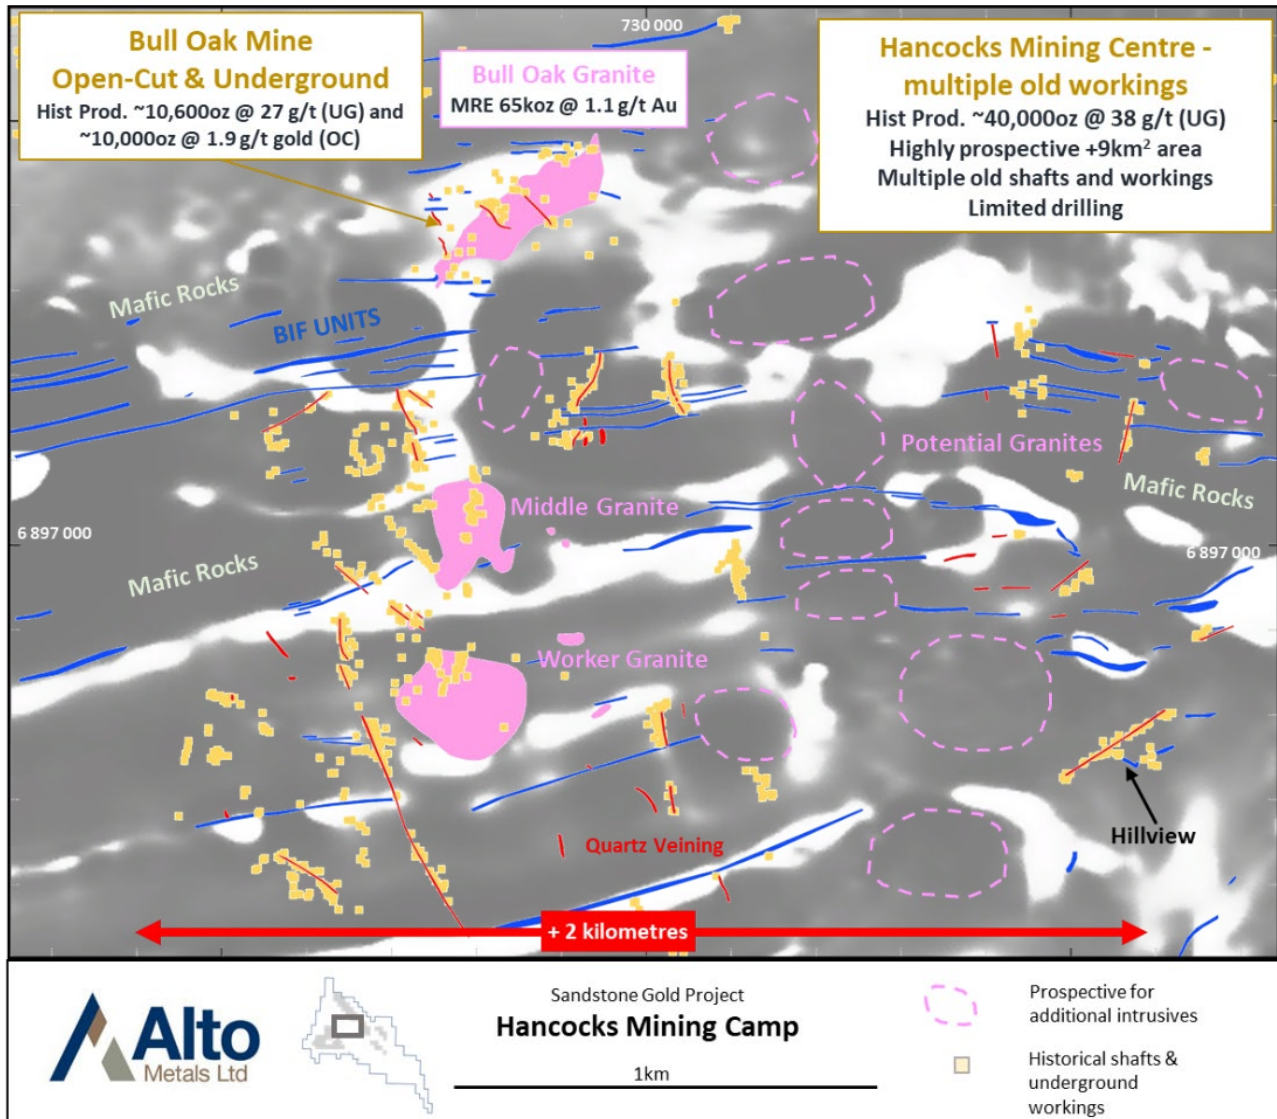 730 000
Bull Oak Mine
Open-Cut & Underground
Hist Prod. ~10,600oz @ 27 g/t (UG) and
~10,000oz @ 1.9 g/t gold (OC)
Bull Oak Granite
MRE 65koz @ 1.1 g/t Au
Hancocks Mining Centre -
multiple old workings
Hist Prod. ~40,000oz @ 38 g/t (UG)
Highly prospective +9km² area
Multiple old shafts and workings
Limited drilling
Mafic Rocks
BIF UNITS
Potential Granites
Middle Granite
Mafic Rocks
6 897 000
6 897 000
Mafic Rocks
Worker Granite
Quartz Veining
Hillview
+ 2 kilometres
Alto
Metals Ltd
Sandstone Gold Project
Hancocks Mining Camp
1km
Prospective for
additional intrusives
Historical shafts &
underground
workings